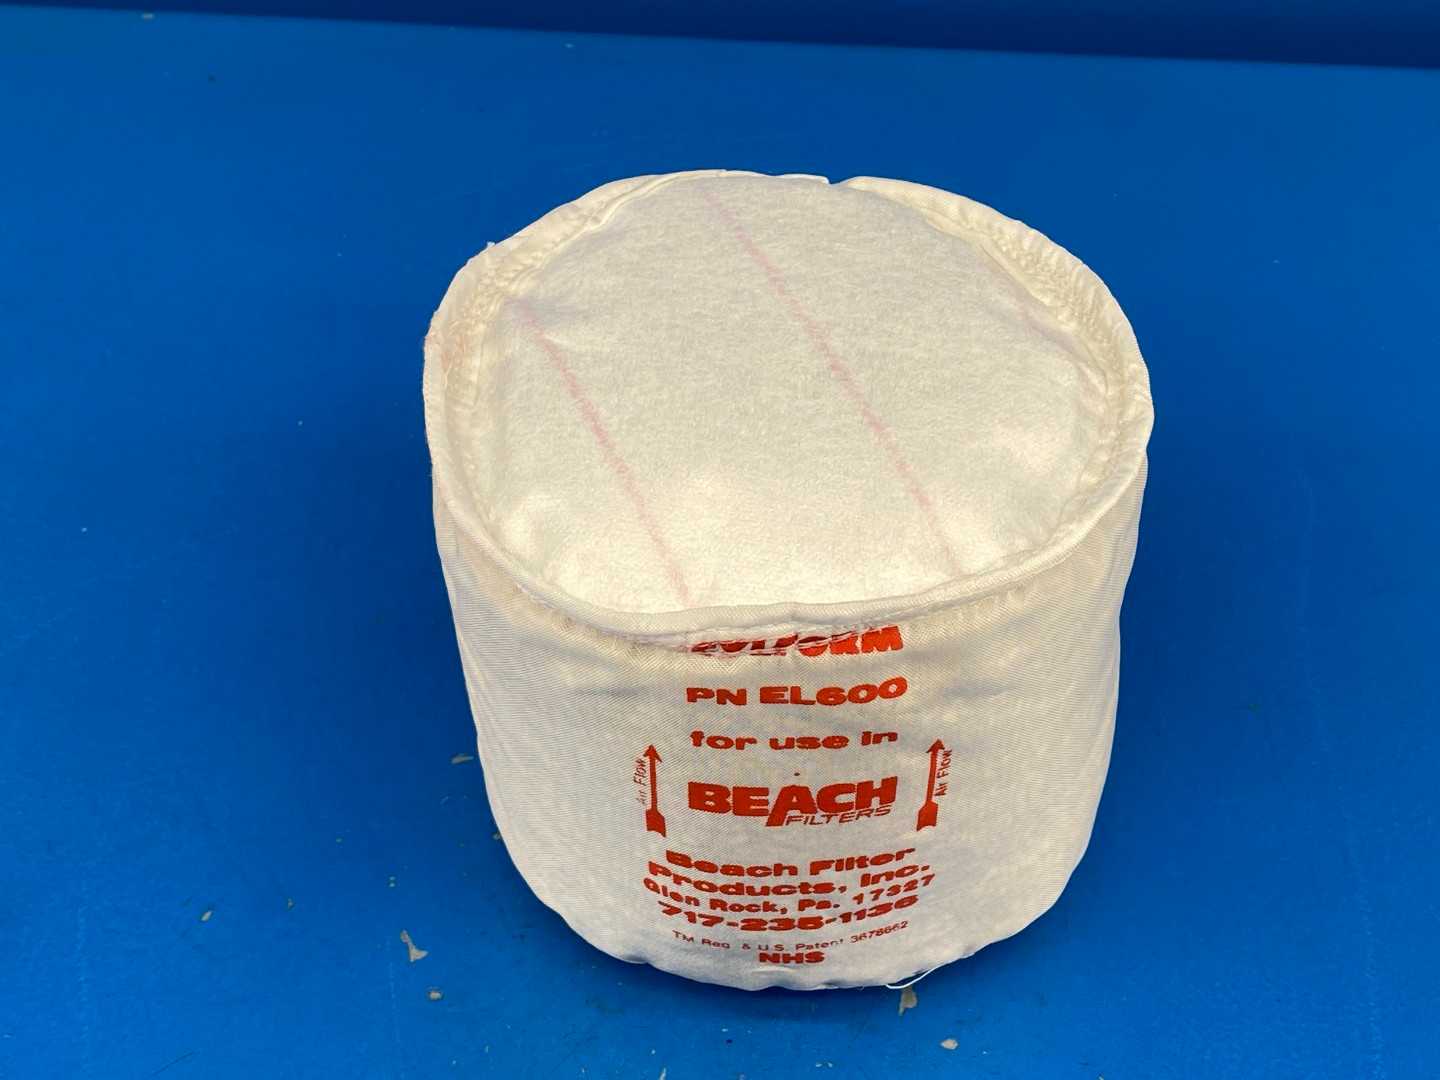 PN EL600
for use in
Air Flow
BEACH
FILTERS
Air Flow
Beach Filter
Products, Inc.
Glen Rock, Pa. 17327
717-235-1136
TM Reg & U.S. Patent 3678662
NHS